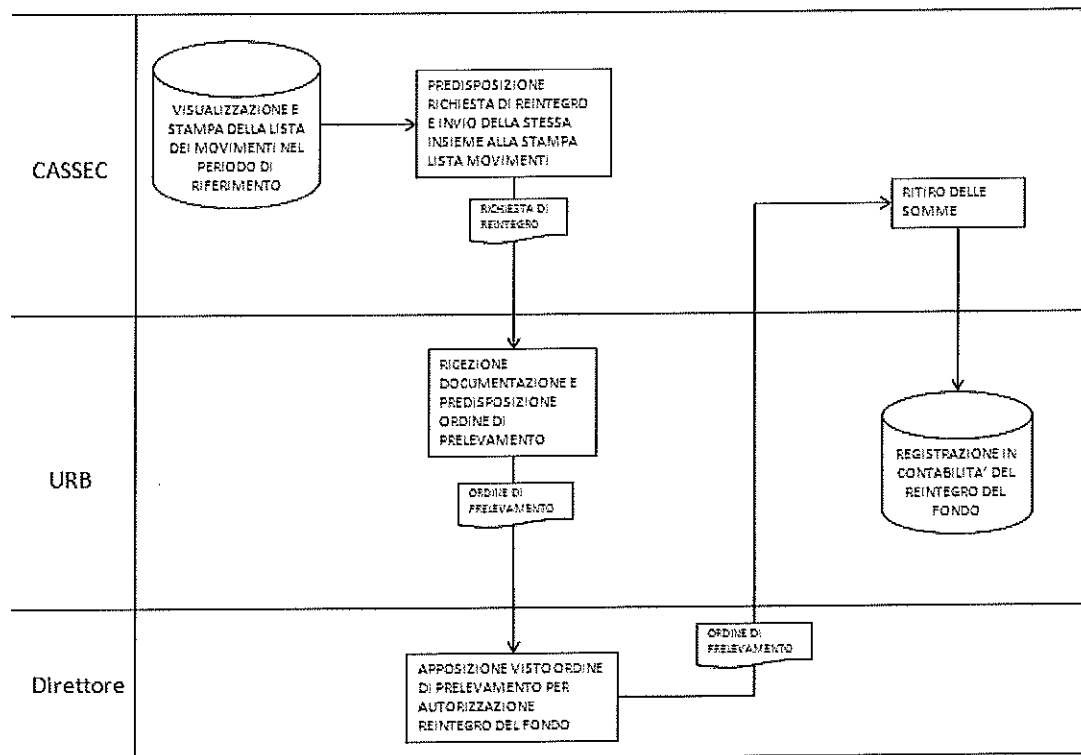 CASSEC
VISUALIZZAZIONE E
STAMPA DELLA LISTA
DEI MOVIMENTI NEL
PERIODO DI
RIFERIMENTO
PREDISPOSIZIONE
RICHIESTA DI REINTEGRO
E INVIO DELLA STESSA
INSIEME ALLA STAMPA
LISTA MOVIMENTI
RICHIESTA DI
REINTEGRO
RITIRO DELLE
SOMME
URB
RICEZIONE
DOCUMENTAZIONE E
PREDISPOSIZIONE
ORDINE DI
PRELEVAMENTO
ORDINE DI
PRELEVAMENTO
REGISTRAZIONE IN
CONTABILITA' DEL
REINTEGRO DEL
FONDO
Direttore
APPOSIZIONE VISTO ORDINE
DI PRELEVAMENTO PER
AUTORIZZAZIONE
REINTEGRO DEL FONDO
ORDINE DI
PRELEVAMENTO